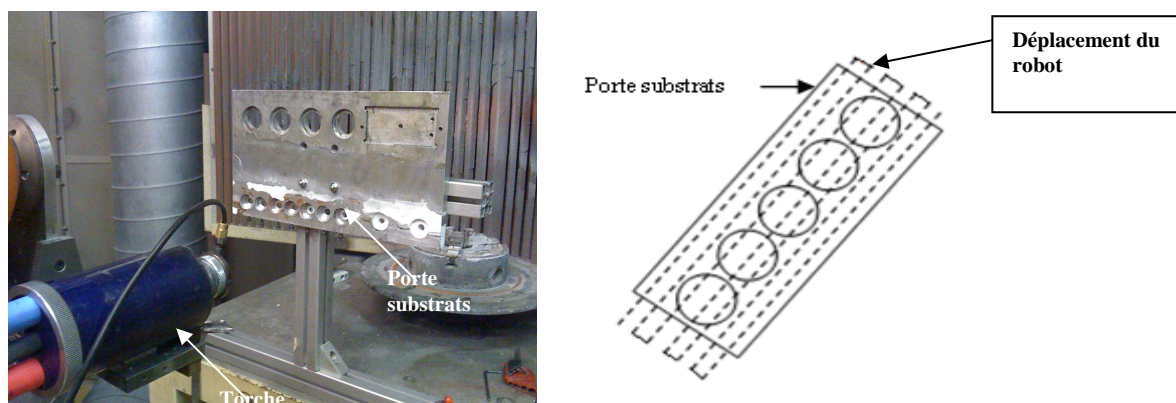 Porte
substrats
Torche
Porte substrats
Déplacement du
robot